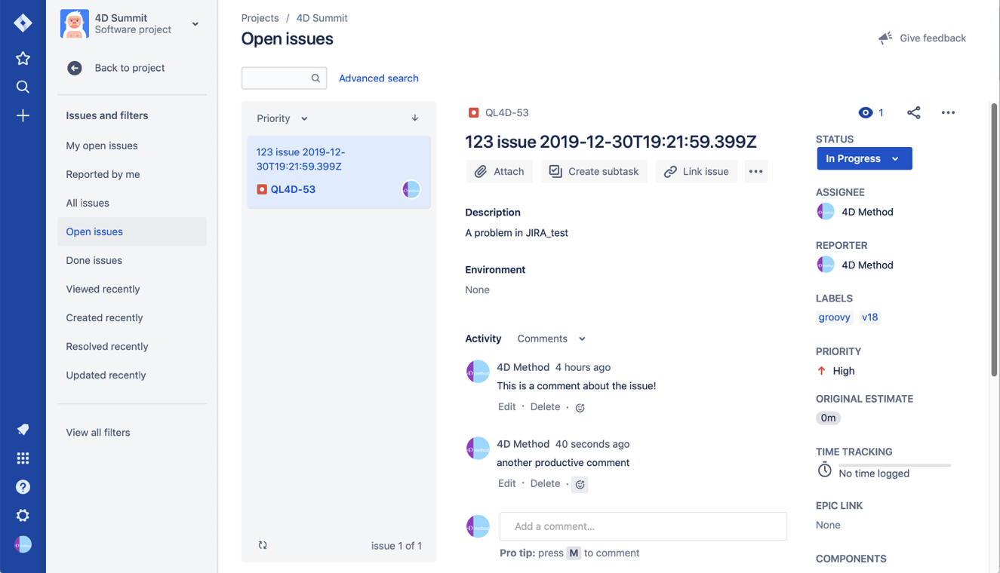 4D Summit
Software project
Back to project
Issues and filters
My open issues
Reported by me
All issues
Open issues
Done issues
Viewed recently
Created recently
Resolved recently
Updated recently
View all filters
Projects / 4D Summit
Open issues
Give feedback
Advanced search
Priority
123 issue 2019-12-
30T19:21:59.399Z
QL4D-53
issue 1 of 1
QL4D-53
1
123 issue 2019-12-30T19:21:59.399Z
Attach
Create subtask
Link issue
Description
A problem in JIRA_test
Environment
None
Activity Comments
4D Method 4 hours ago
This is a comment about the issue!
Edit · Delete ·
4D Method 40 seconds ago
another productive comment
Edit · Delete ·
Add a comment...
Pro tip: press M to comment
STATUS
In Progress
ASSIGNEE
4D Method
REPORTER
4D Method
LABELS
groovy v18
PRIORITY
High
ORIGINAL ESTIMATE
0m
TIME TRACKING
No time logged
EPIC LINK
None
COMPONENTS